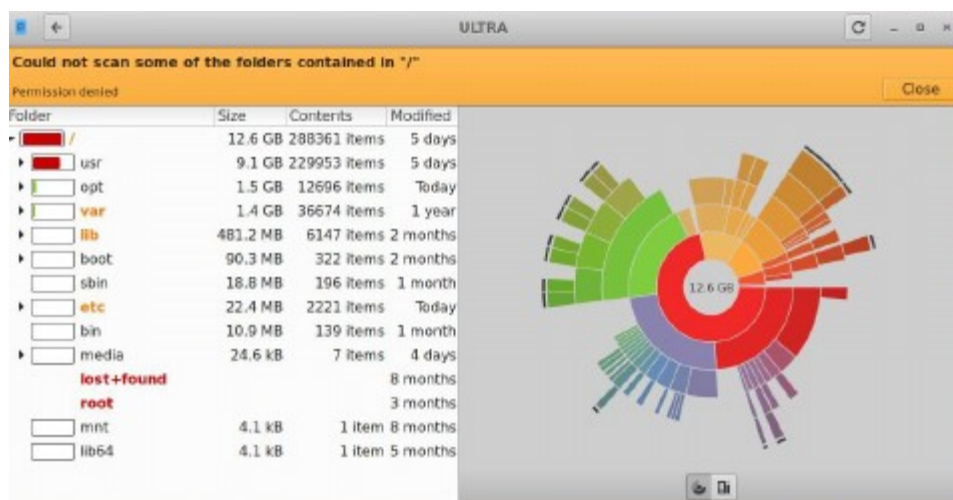 ULTRA
Could not scan some of the folders contained in "/"
Permission denied
Close
Folder Size Contents Modified
/ 12.6 GB 288361 items 5 days
usr 9.1 GB 229953 items 5 days
opt 1.5 GB 12696 items Today
var 1.4 GB 36674 items 1 year
lib 481.2 MB 6147 items 2 months
boot 90.3 MB 322 items 2 months
sbin 18.8 MB 196 items 1 month
etc 22.4 MB 2221 items Today
bin 10.9 MB 139 items 1 month
media 24.6 kB 7 items 4 days
lost+found 8 months
root 3 months
mnt 4.1 kB 1 item 8 months
lib64 4.1 kB 1 item 5 months
12.6 GB